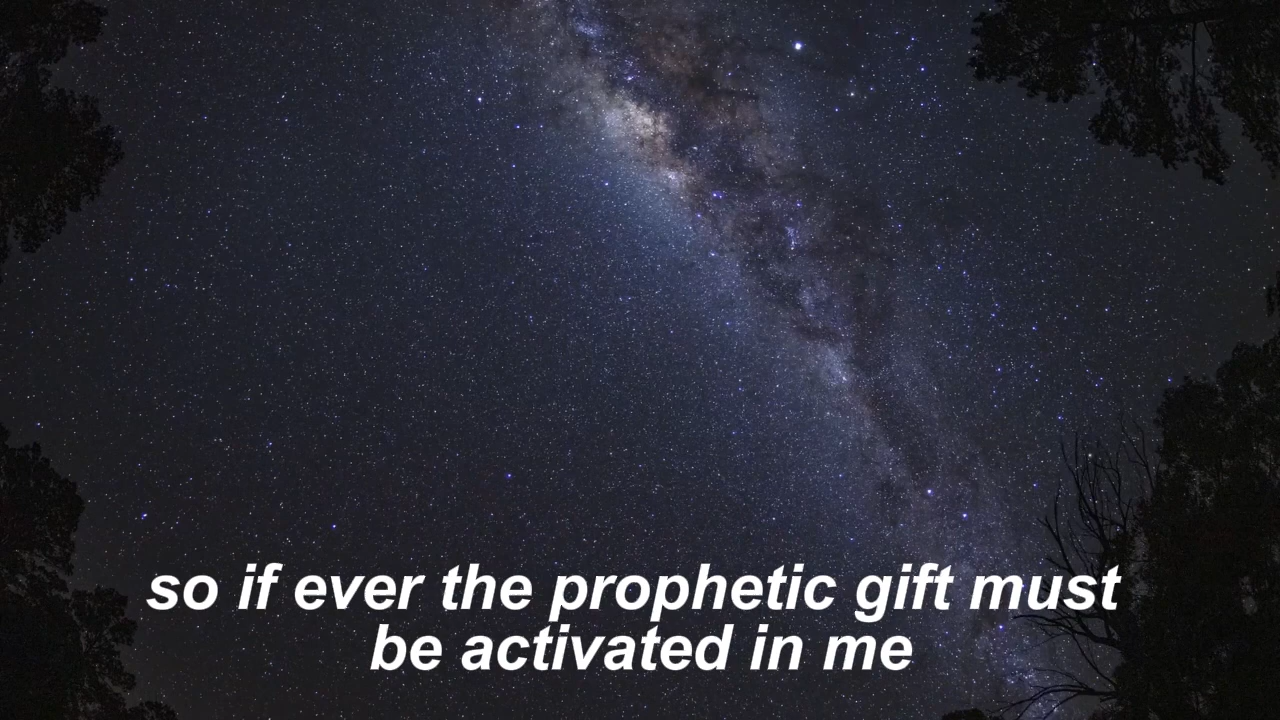 so if ever the prophetic gift must
be activated in me